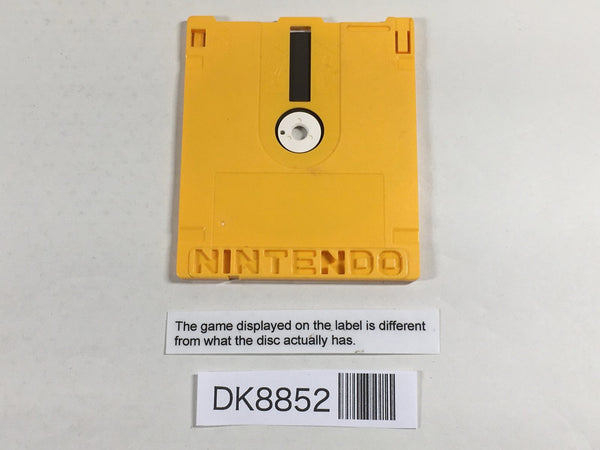 NINTENDO
The game displayed on the label is different
from what the disc actually has.
DK8852